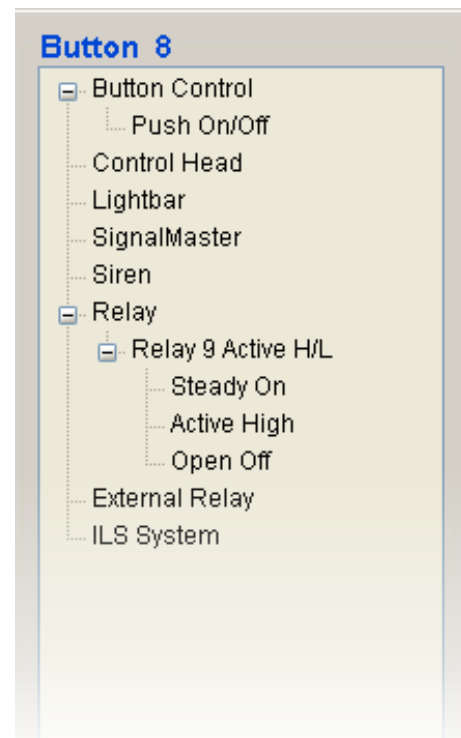 Button 8
Button Control
Push On/Off
Control Head
Lightbar
SignalMaster
Siren
Relay
Relay 9 Active H/L
Steady On
Active High
Open Off
External Relay
ILS System